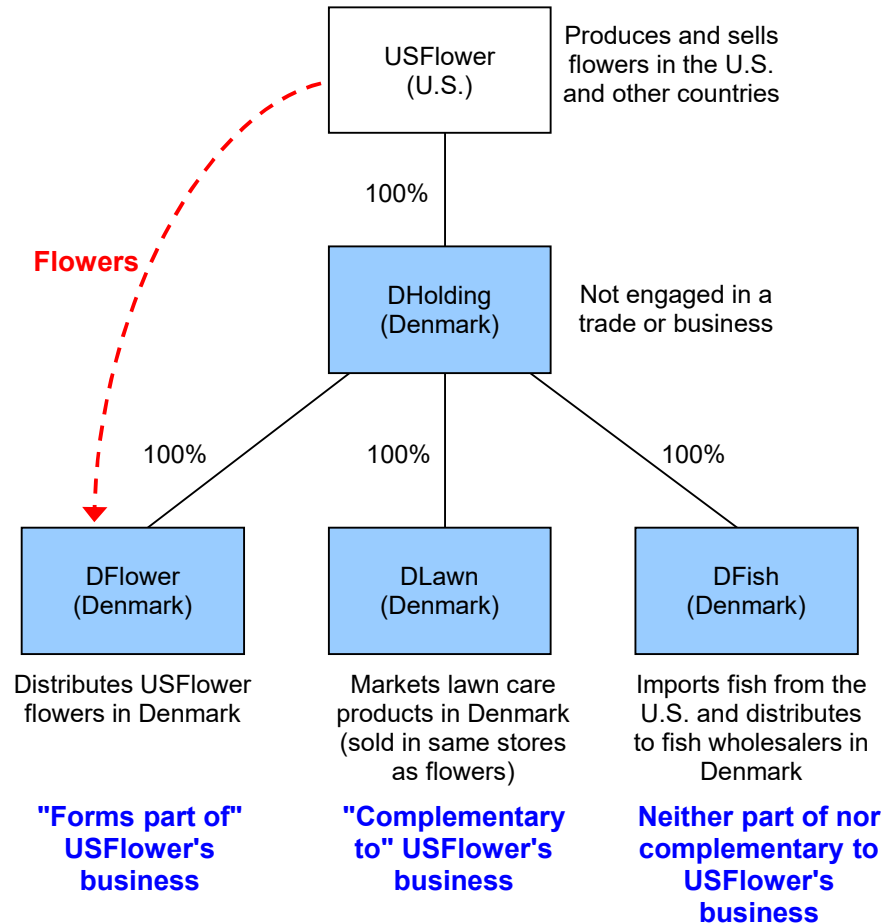 USFlower
(U.S.)
Produces and sells
flowers in the U.S.
and other countries
100%
Flowers
DHolding
(Denmark)
Not engaged in a
trade or business
100%
100%
100%
DFlower
(Denmark)
DLawn
(Denmark)
DFish
(Denmark)
Distributes USFlower
flowers in Denmark
Markets lawn care
products in Denmark
(sold in same stores
as flowers)
Imports fish from the
U.S. and distributes
to fish wholesalers in
Denmark
"Forms part of"
USFlower's
business
"Complementary
to" USFlower's
business
Neither part of nor
complementary to
USFlower's
business